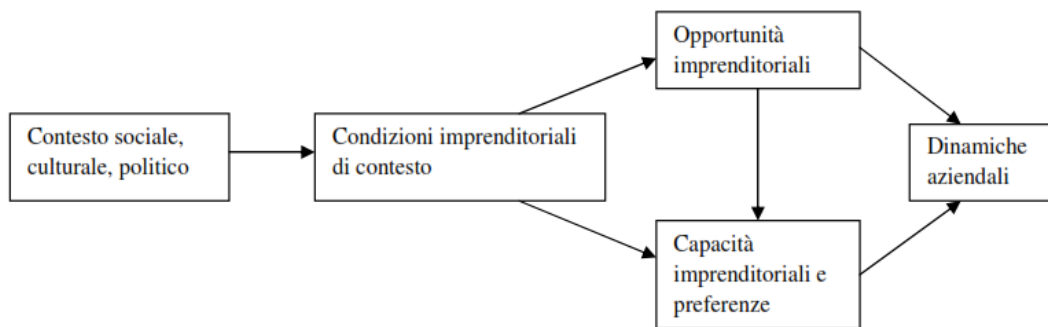 Contesto sociale,
culturale, politico
Condizioni imprenditoriali
di contesto
Opportunità
imprenditoriali
Capacità
imprenditoriali e
preferenze
Dinamiche
aziendali